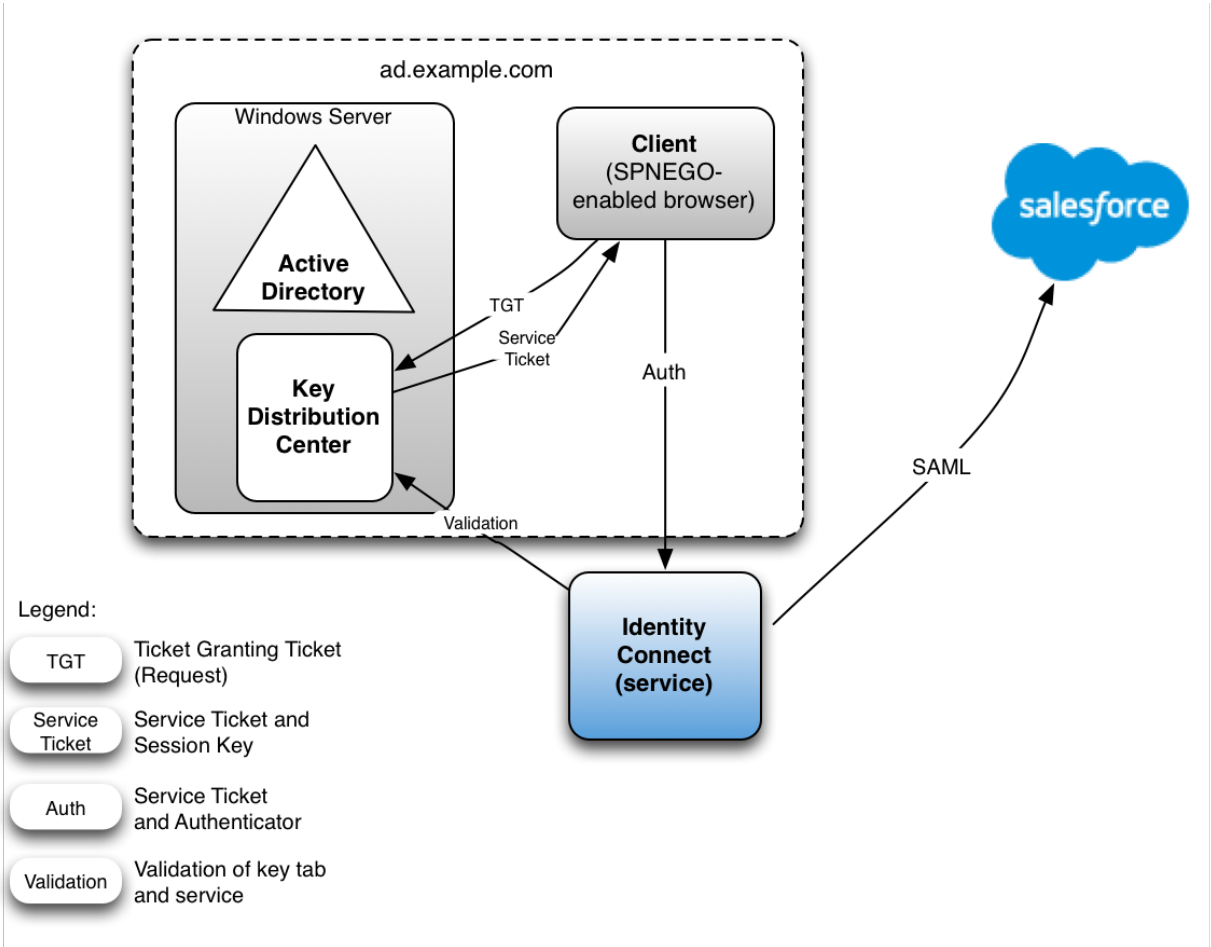 ad.example.com
Windows Server
Client
(SPNEGO-
enabled browser)
salesforce
Active
Directory
TGT
Service
Ticket
Key
Distribution
Center
Auth
SAML
Validation
Identity
Connect
(service)
Legend:
TGT
Ticket Granting Ticket
(Request)
Service
Ticket
Service Ticket and
Session Key
Auth
Service Ticket
and Authenticator
Validation
Validation of key tab
and service